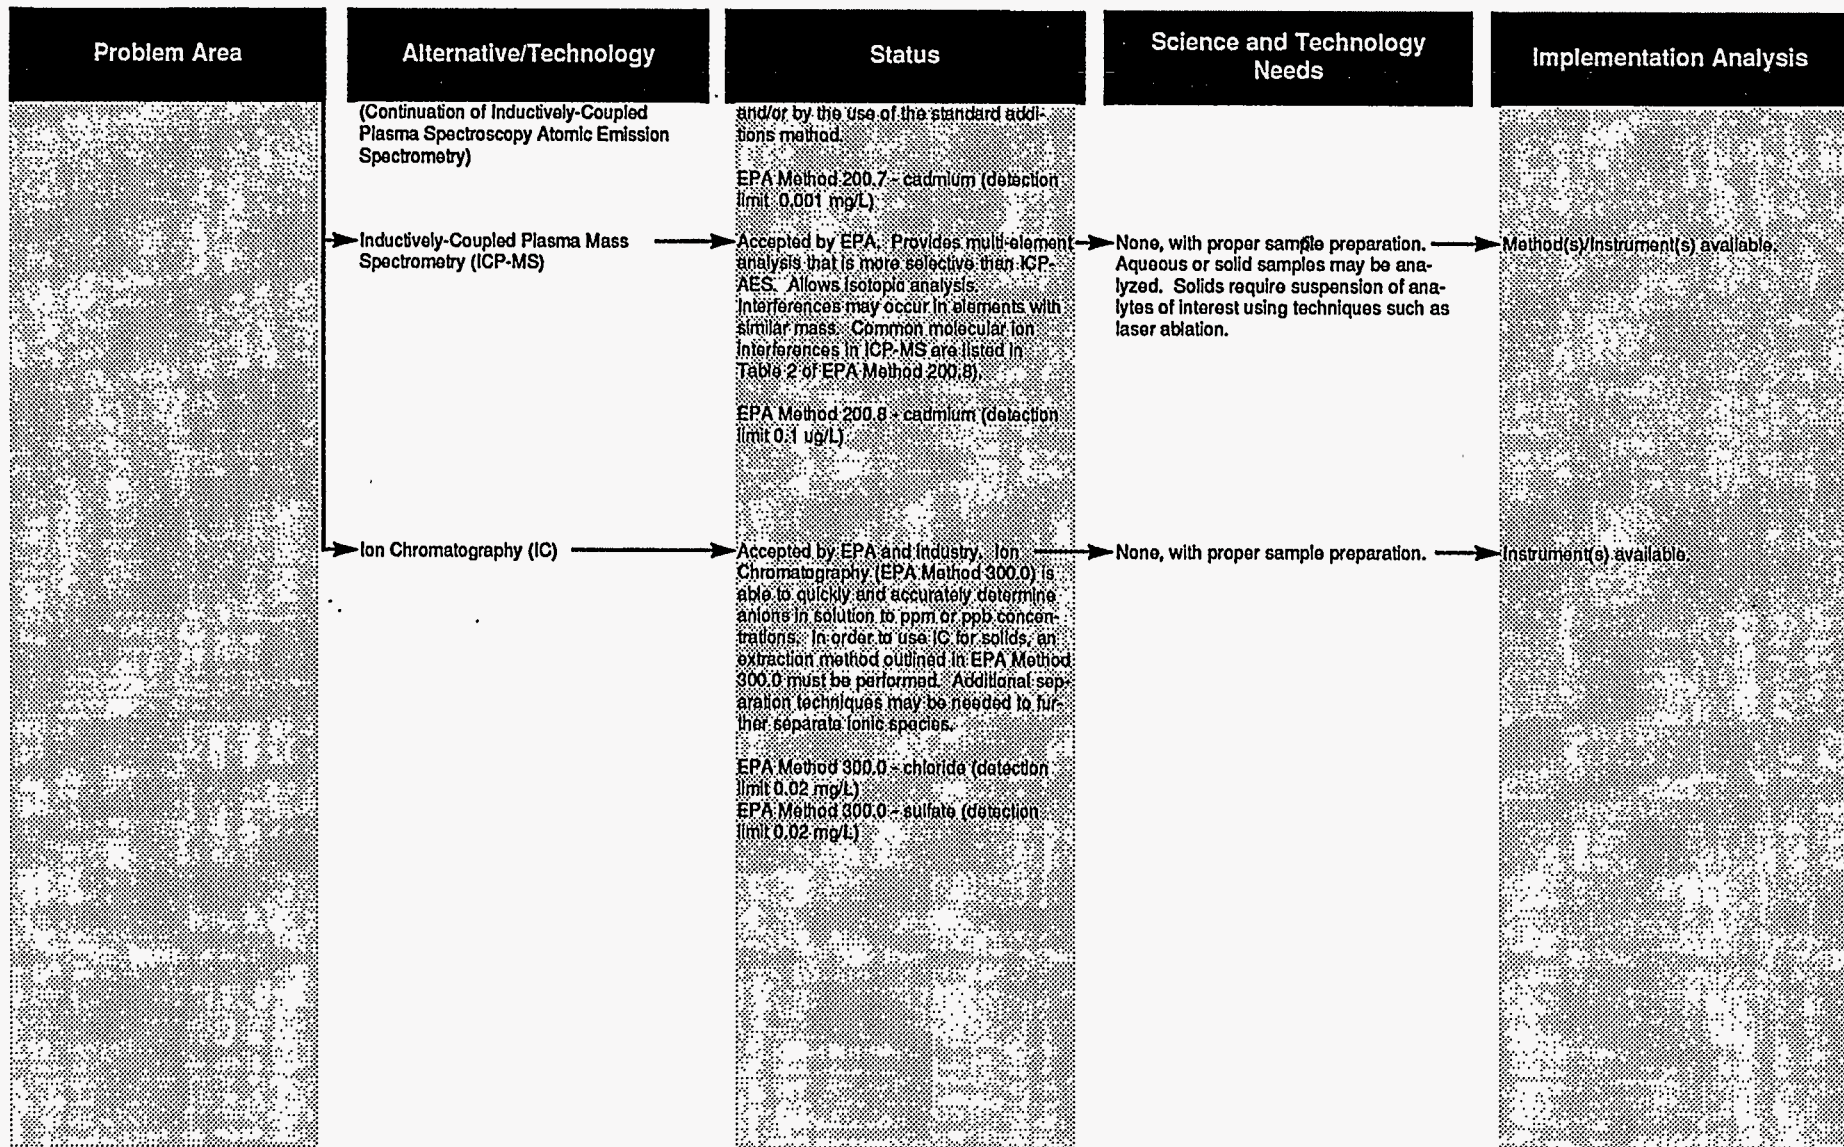 Problem Area
Alternative/Technology
Status
Science and Technology
Needs
Implementation Analysis
(Continuation of Inductively-Coupled
Plasma Spectroscopy Atomic Emission
Spectrometry)
and/or by the use of the standard addi-
tions method.
EPA Method 200.7 - cadmium (detection
limit 0.001 mg/L)
Inductively-Coupled Plasma Mass
Spectrometry (ICP-MS)
Accepted by EPA. Provides multi-element
analysis that is more selective than ICP-
AES. Allows isotopic analysis.
Interferences may occur in elements with
similar mass. Common molecular ion
interferences in ICP-MS are listed in
Table 2 of EPA Method 200.8).
EPA Method 200.8 - cadmium (detection
limit 0.1 ug/L)
None, with proper sample preparation.
Aqueous or solid samples may be ana-
lyzed. Solids require suspension of ana-
lytes of interest using techniques such as
laser ablation.
Method(s)/Instrument(s) available.
Ion Chromatography (IC)
Accepted by EPA and industry. Ion
Chromatography (EPA Method 300.0) is
able to quickly and accurately determine
anions in solution to ppm or ppb concen-
trations. In order to use IC for solids, an
extraction method outlined in EPA Method
300.0 must be performed. Additional sep-
aration techniques may be needed to fur-
ther separate ionic species.
EPA Method 300.0 - chloride (detection
limit 0.02 mg/L)
EPA Method 300.0 - sulfate (detection
limit 0.02 mg/L)
None, with proper sample preparation.
Instrument(s) available.